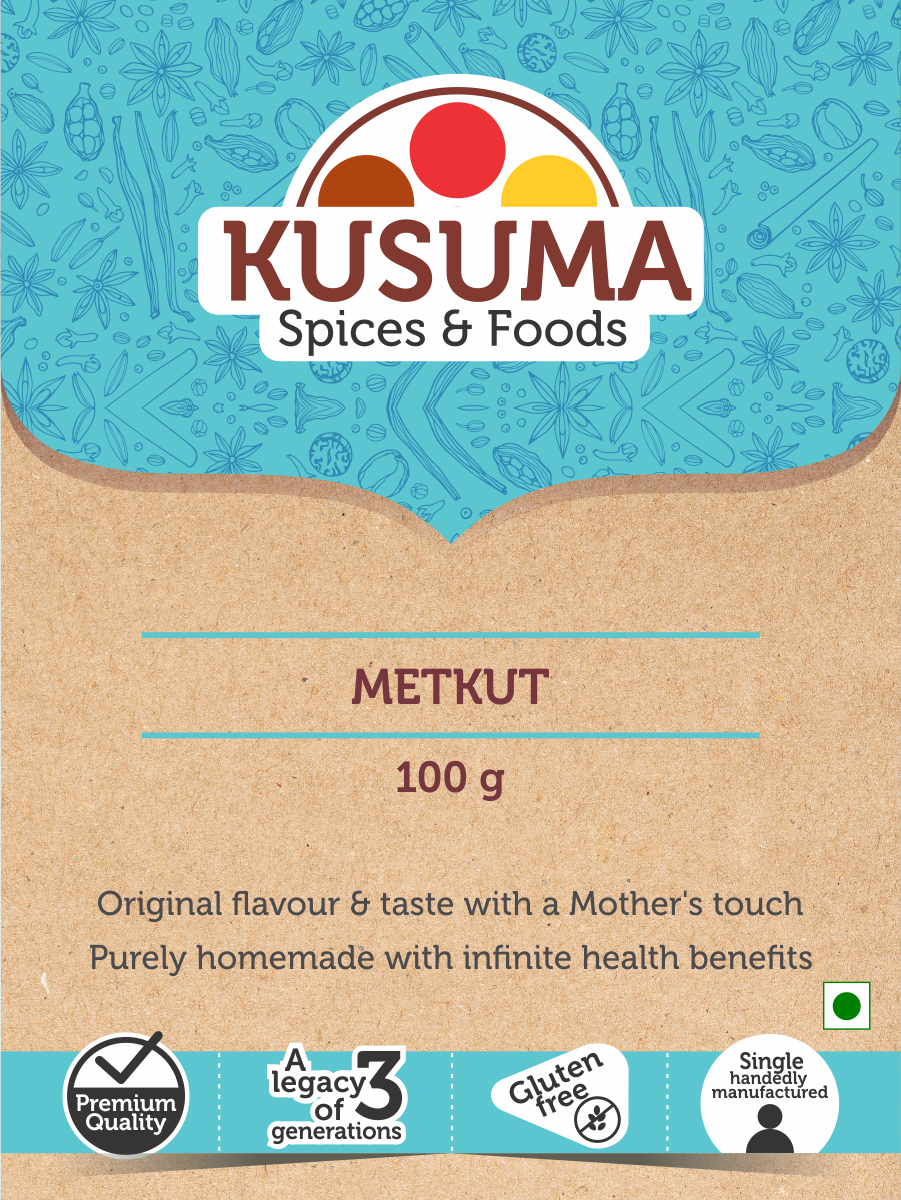 KUSUMA
Spices & Foods
METKUT
100 g
Original flavour & taste with a Mother's touch
Purely homemade with infinite health benefits
Premium
Quality
A
legacy 3
of
generations
Gluten
free
Single
handedly
manufactured